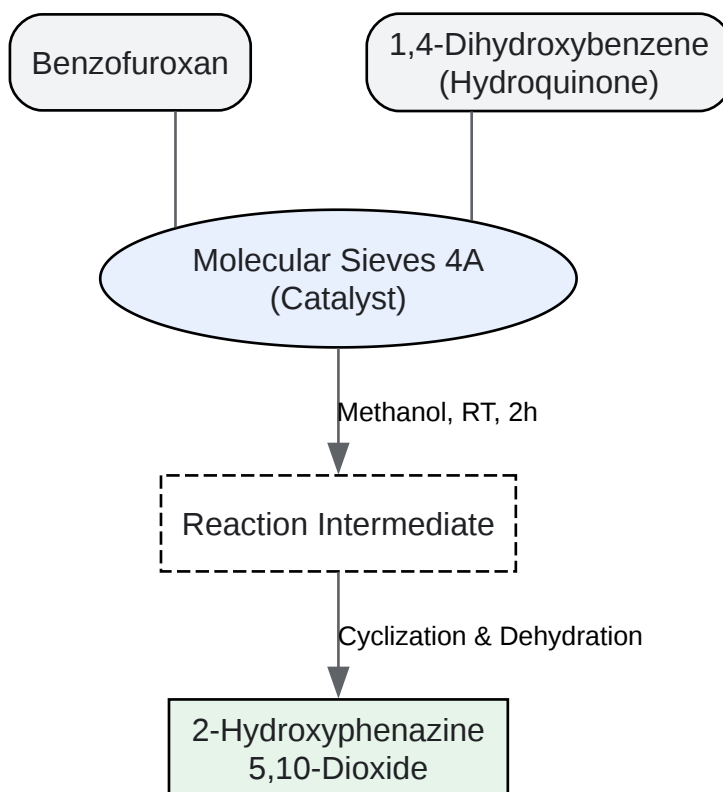 Benzofuroxan
1,4-Dihydroxybenzene
(Hydroquinone)
Molecular Sieves 4A
(Catalyst)
Methanol, RT, 2h
Reaction Intermediate
Cyclization & Dehydration
2-Hydroxyphenazine
5,10-Dioxide